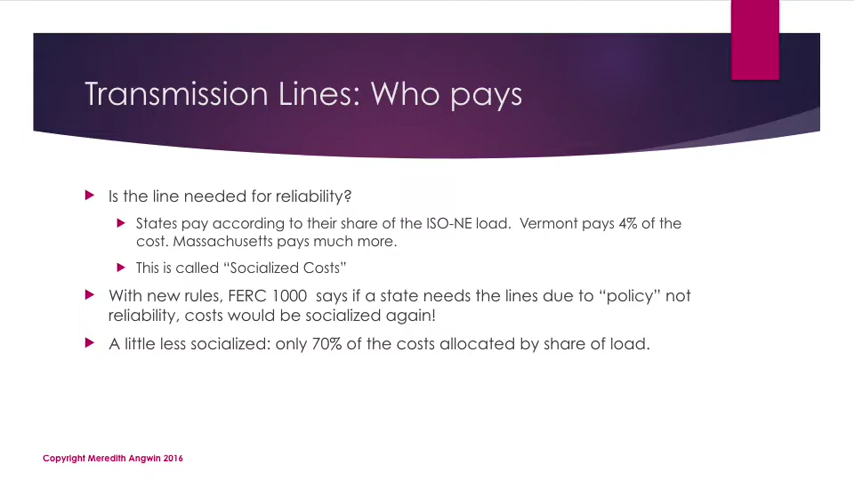 Transmission Lines: Who pays
Is the line needed for reliability?
States pay according to their share of the ISO-NE load.  Vermont pays 4% of the
cost. Massachusetts pays much more.
This is called “Socialized Costs”
With new rules, FERC 1000  says if a state needs the lines due to “policy” not
reliability, costs would be socialized again!
A little less socialized: only 70% of the costs allocated by share of load.
Copyright Meredith Angwin 2016